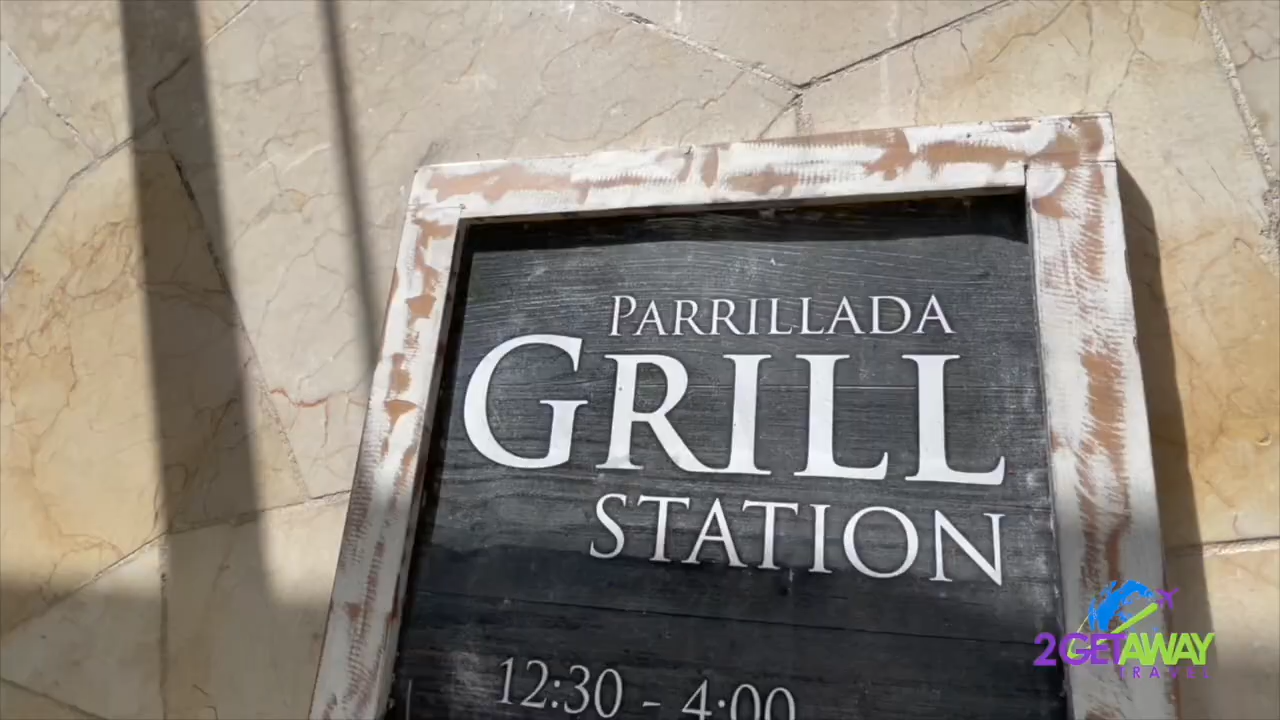 PARRILLADA
GRILL
STATION
12:30 - 4:00
2GETAWAY
TRAVEL